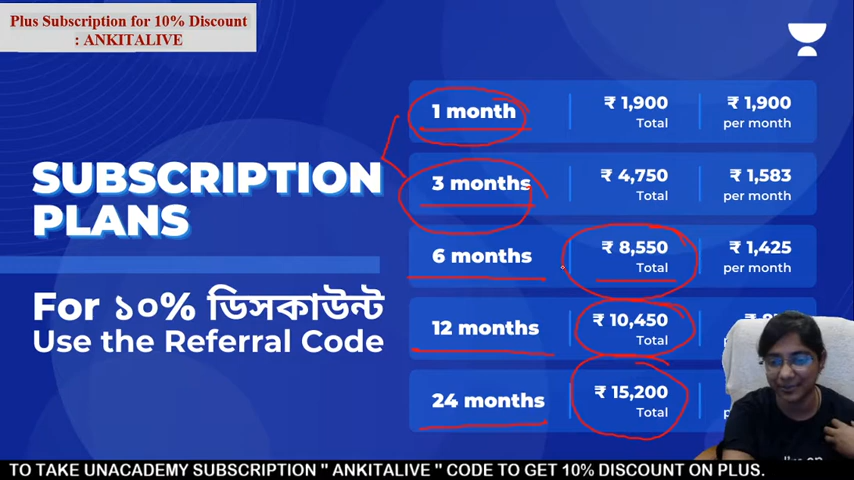 Plus Subscription for 10% Discount
: ANKITALIVE
SUBSCRIPTION
PLANS
For ১০% ডিসকাউন্ট
Use the Referral Code
1 month ₹ 1,900 Total ₹ 1,900 per month
3 months ₹ 4,750 Total ₹ 1,583 per month
6 months ₹ 8,550 Total ₹ 1,425 per month
12 months ₹ 10,450 Total
24 months ₹ 15,200 Total
TO TAKE UNACADEMY SUBSCRIPTION " ANKITALIVE " CODE TO GET 10% DISCOUNT ON PLUS.